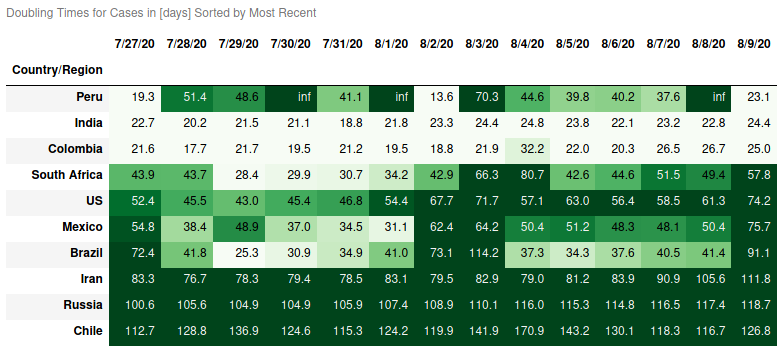 Doubling Times for Cases in [days] Sorted by Most Recent
7/27/20 7/28/20 7/29/20 7/30/20 7/31/20 8/1/20 8/2/20 8/3/20 8/4/20 8/5/20 8/6/20 8/7/20 8/8/20 8/9/20
Country/Region
Peru 19.3 51.4 48.6 inf 41.1 inf 13.6 70.3 44.6 39.8 40.2 37.6 inf 23.1
India 22.7 20.2 21.5 21.1 18.8 21.8 23.3 24.4 24.8 23.8 22.1 23.2 22.8 24.4
Colombia 21.6 17.7 21.7 19.5 21.2 19.5 18.8 21.9 32.2 22.0 20.3 26.5 26.7 25.0
South Africa 43.9 43.7 28.4 29.9 30.7 34.2 42.9 66.3 80.7 42.6 44.6 51.5 49.4 57.8
US 52.4 45.5 43.0 45.4 46.8 54.4 67.7 71.7 57.1 63.0 56.4 58.5 61.3 74.2
Mexico 54.8 38.4 48.9 37.0 34.5 31.1 62.4 64.2 50.4 51.2 48.3 48.1 50.4 75.7
Brazil 72.4 41.8 25.3 30.9 34.9 41.0 73.1 114.2 37.3 34.3 37.6 40.5 41.4 91.1
Iran 83.3 76.7 78.3 79.4 78.5 83.1 79.5 82.9 79.0 81.2 83.9 90.9 105.6 111.8
Russia 100.6 105.6 104.9 104.9 105.9 107.4 108.9 110.1 116.0 115.3 114.8 116.5 117.4 118.7
Chile 112.7 128.8 136.9 124.6 115.3 124.2 119.9 141.9 170.9 143.2 130.1 118.3 116.7 126.8